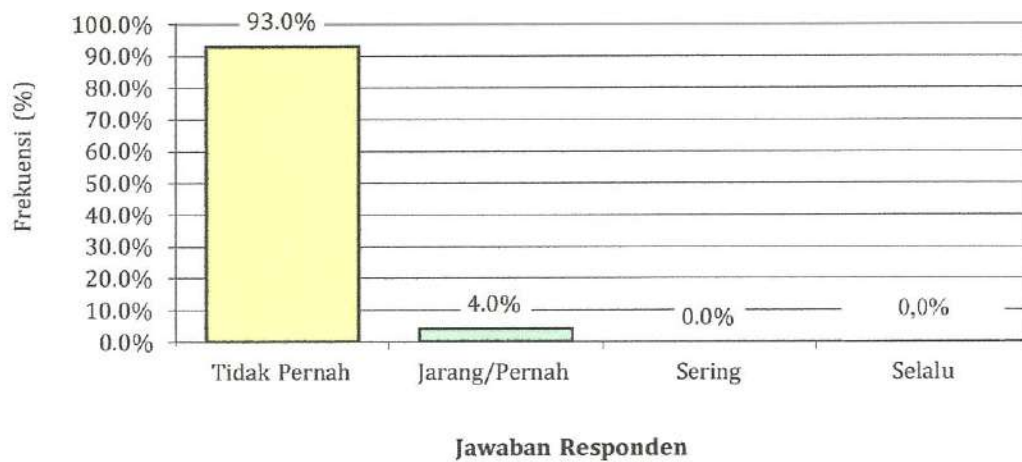 Frekuensi (%)
100.0%
90.0%
80.0%
70.0%
60.0%
50.0%
40.0%
30.0%
20.0%
10.0%
0.0%
93.0%
4.0%
0.0%
0,0%
Tidak Pernah
Jarang/Pernah
Sering
Selalu
Jawaban Responden